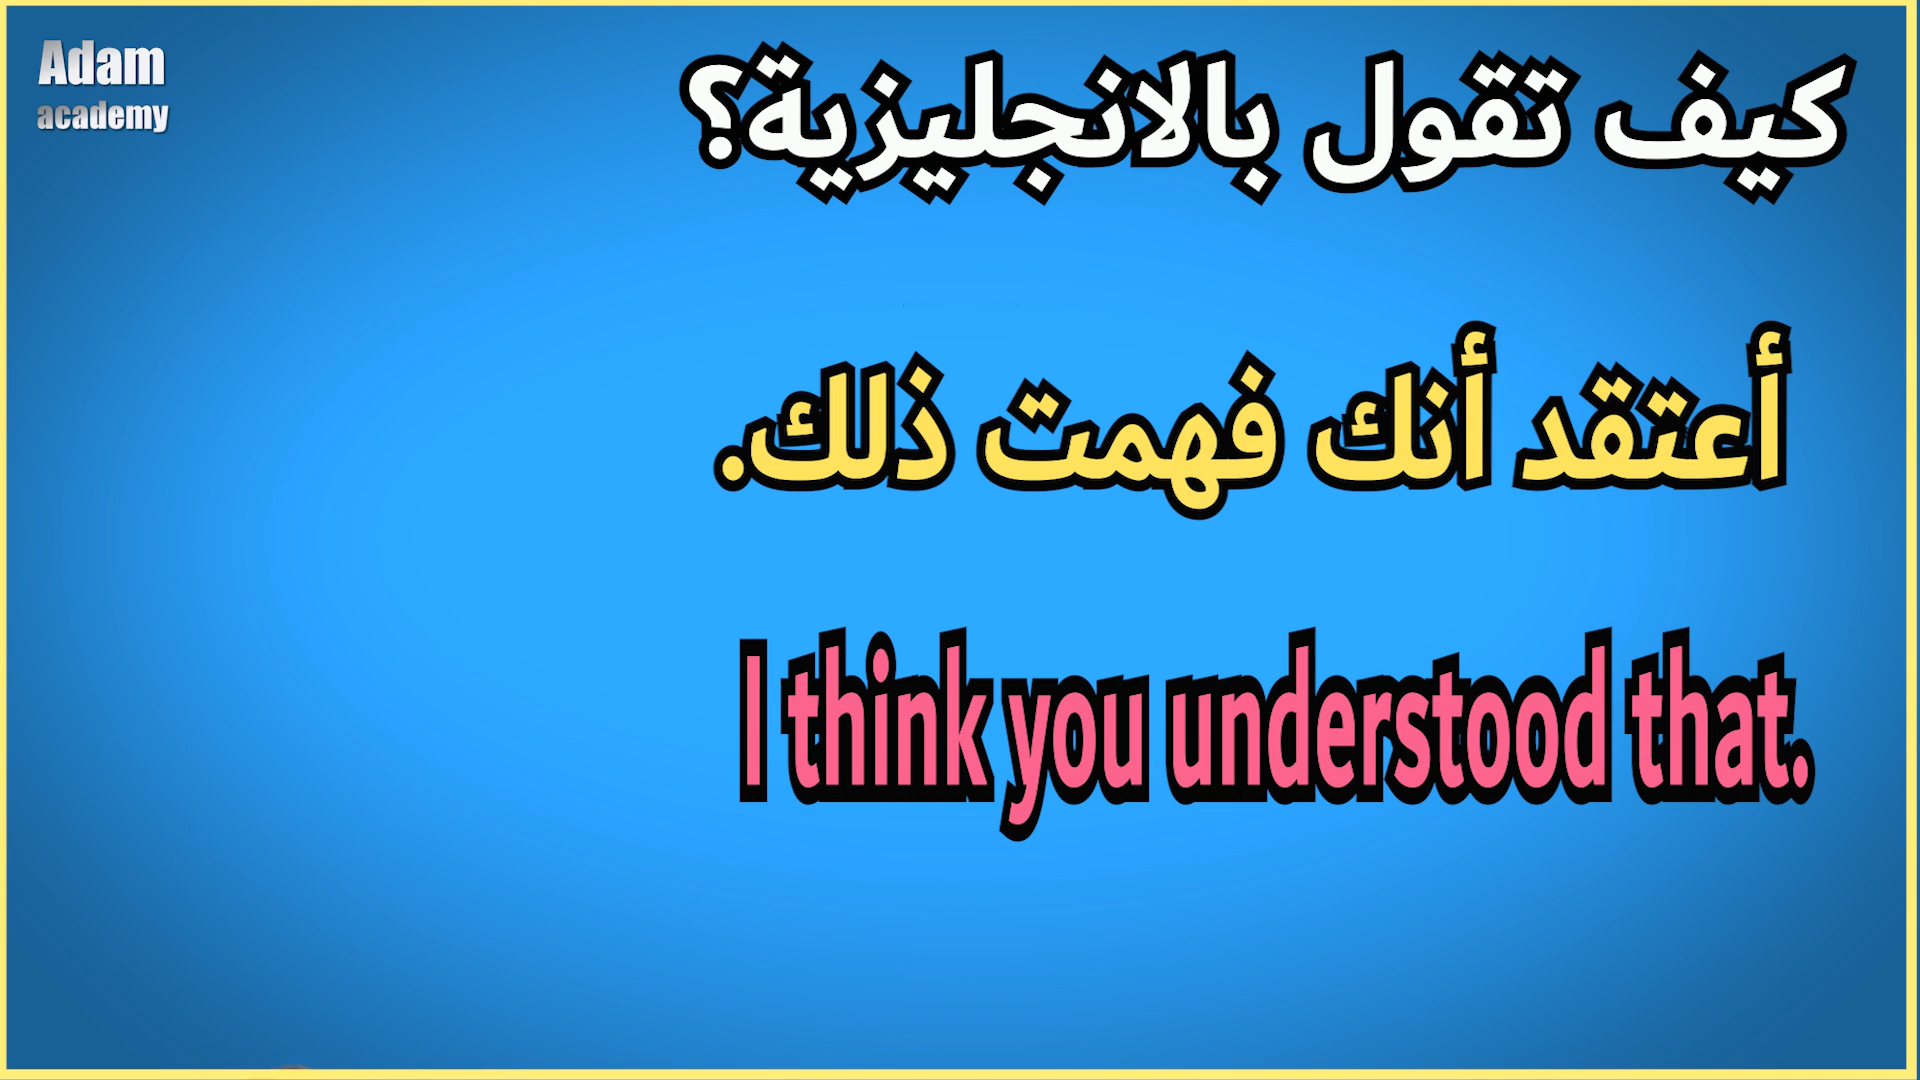 Adam
academy
كيف تقول بالانجليزية؟
أعتقد أنك فهمت ذلك.
I think you understood that.